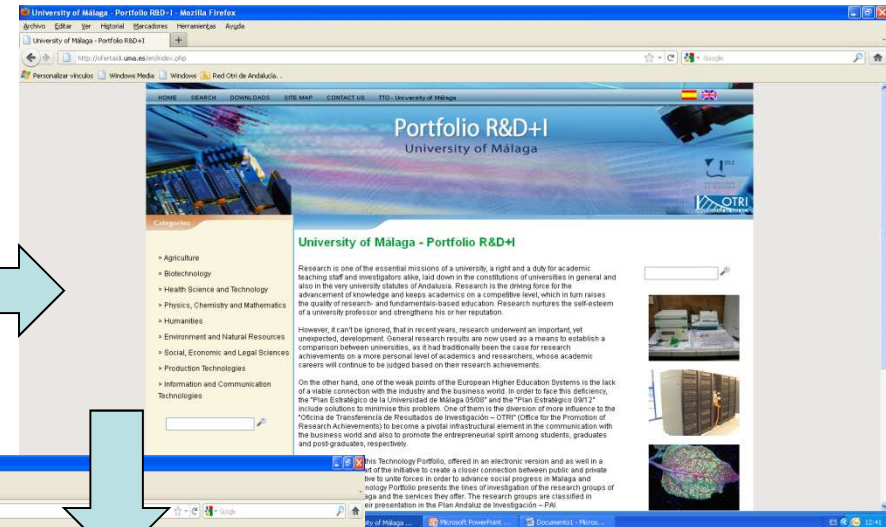 University of Málaga - Portfolio R&D+I - Mozilla Firefox
Archivo Editar Ver Historial Marcadores Herramientas Ayuda
University of Málaga - Portfolio R&D+I
http://ofertaidi.uma.es/en/index.php
Google
Personalizar vínculos Windows Media Windows Red Otri de Andalucía. .
HOME SEARCH DOWNLOADS SITE MAP CONTACT US TTO - University of Málaga
Portfolio R&D+I
University of Málaga
OTRI
Categories:
» Agriculture
» Biotechnology
» Health Science and Technology
» Physics, Chemistry and Mathematics
» Humanities
» Environment and Natural Resources
» Social, Economic and Legal Sciences
» Production Technologies
» Information and Communication
Technologies
University of Málaga - Portfolio R&D+I
Research is one of the essential missions of a university, a right and a duty for academic
teaching staff and investigators alike, laid down in the constitutions of universities in general and
also in the very university statutes of Andalusia. Research is the driving force for the
advancement of knowledge and keeps academics on a competitive level, which in turn raises
the quality of research- and fundamentals-based education. Research nurtures the self-esteem
of a university professor and strengthens his or her reputation.
However, it can't be ignored, that in recent years, research underwent an important, yet
unexpected, development. General research results are now used as a means to establish a
comparison between universities, as it had traditionally been the case for research
achievements on a more personal level of academics and researchers, whose academic
careers will continue to be judged based on their research achievements.
On the other hand, one of the weak points of the European Higher Education Systems is the lack
of a viable connection with the industry and the business world. In order to face this deficiency,
the "Plan Estratégico de la Universidad de Málaga 05/08" and the "Plan Estratégico 09/12"
include solutions to minimise this problem. One of them is the diversion of more influence to the
"Oficina de Transferencia de Resultados de Investigación – OTRI" (Office for the Promotion of
Research Achievements) to become a pivotal infrastructural element in the communication with
the business world and also to promote the entrepreneurial spirit among students, graduates
and post-graduates, respectively.
this Technology Portfolio, offered in an electronic version and as well in a
art of the initiative to create a closer connection between public and private
tive to unite forces in order to advance social progress in Malaga and
nology Portfolio presents the lines of investigation of the research groups of
aga and the services they offer. The research groups are classified in
eir presentation in the Plan Andaluz de Investigación – PAI.
Google
ity of Málaga ... Microsoft PowerPoint ... Documento1 - Micros...
ES